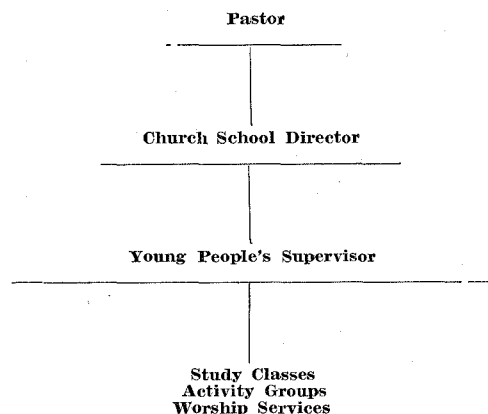 Pastor
Church School Director
Young People's Supervisor
Study Classes
Activity Groups
Worship Services